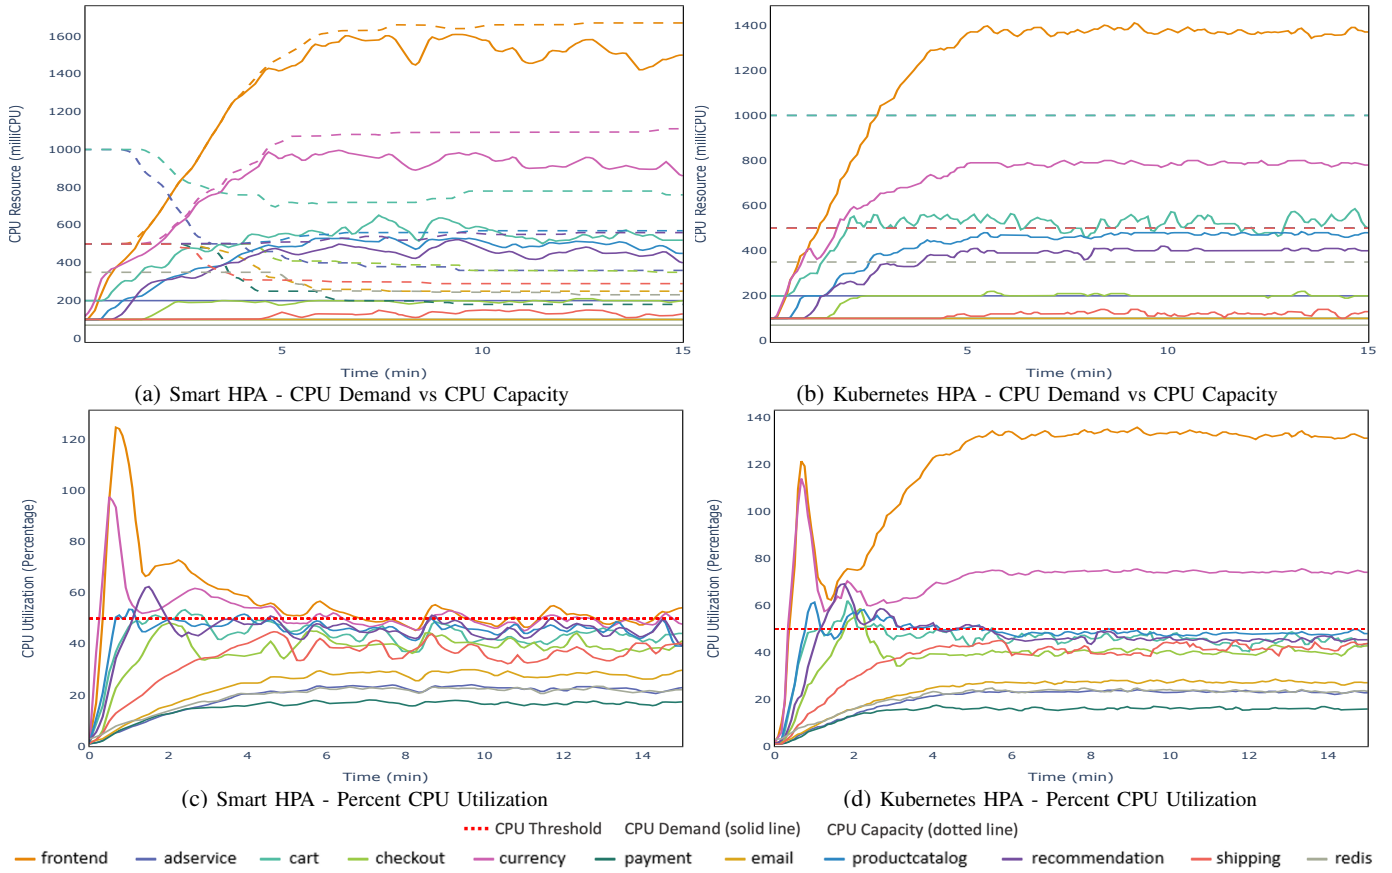 CPU Resource (milliCPU)
1600
1400
1200
1000
800
600
400
200
0
5
10
15
Time (min)
(a) Smart HPA - CPU Demand vs CPU Capacity
CPU Resource (milliCPU)
1400
1200
1000
800
600
400
200
0
5
10
15
Time (min)
(b) Kubernetes HPA - CPU Demand vs CPU Capacity
CPU Utilization (Percentage)
120
100
80
60
40
20
0
0 2 4 6 8 10 12 14
Time (min)
(c) Smart HPA - Percent CPU Utilization
CPU Utilization (Percentage)
140
120
100
80
60
40
20
0
0 2 4 6 8 10 12 14
Time (min)
(d) Kubernetes HPA - Percent CPU Utilization
CPU Threshold CPU Demand (solid line) CPU Capacity (dotted line)
frontend adservice cart checkout currency payment email productcatalog recommendation shipping redis